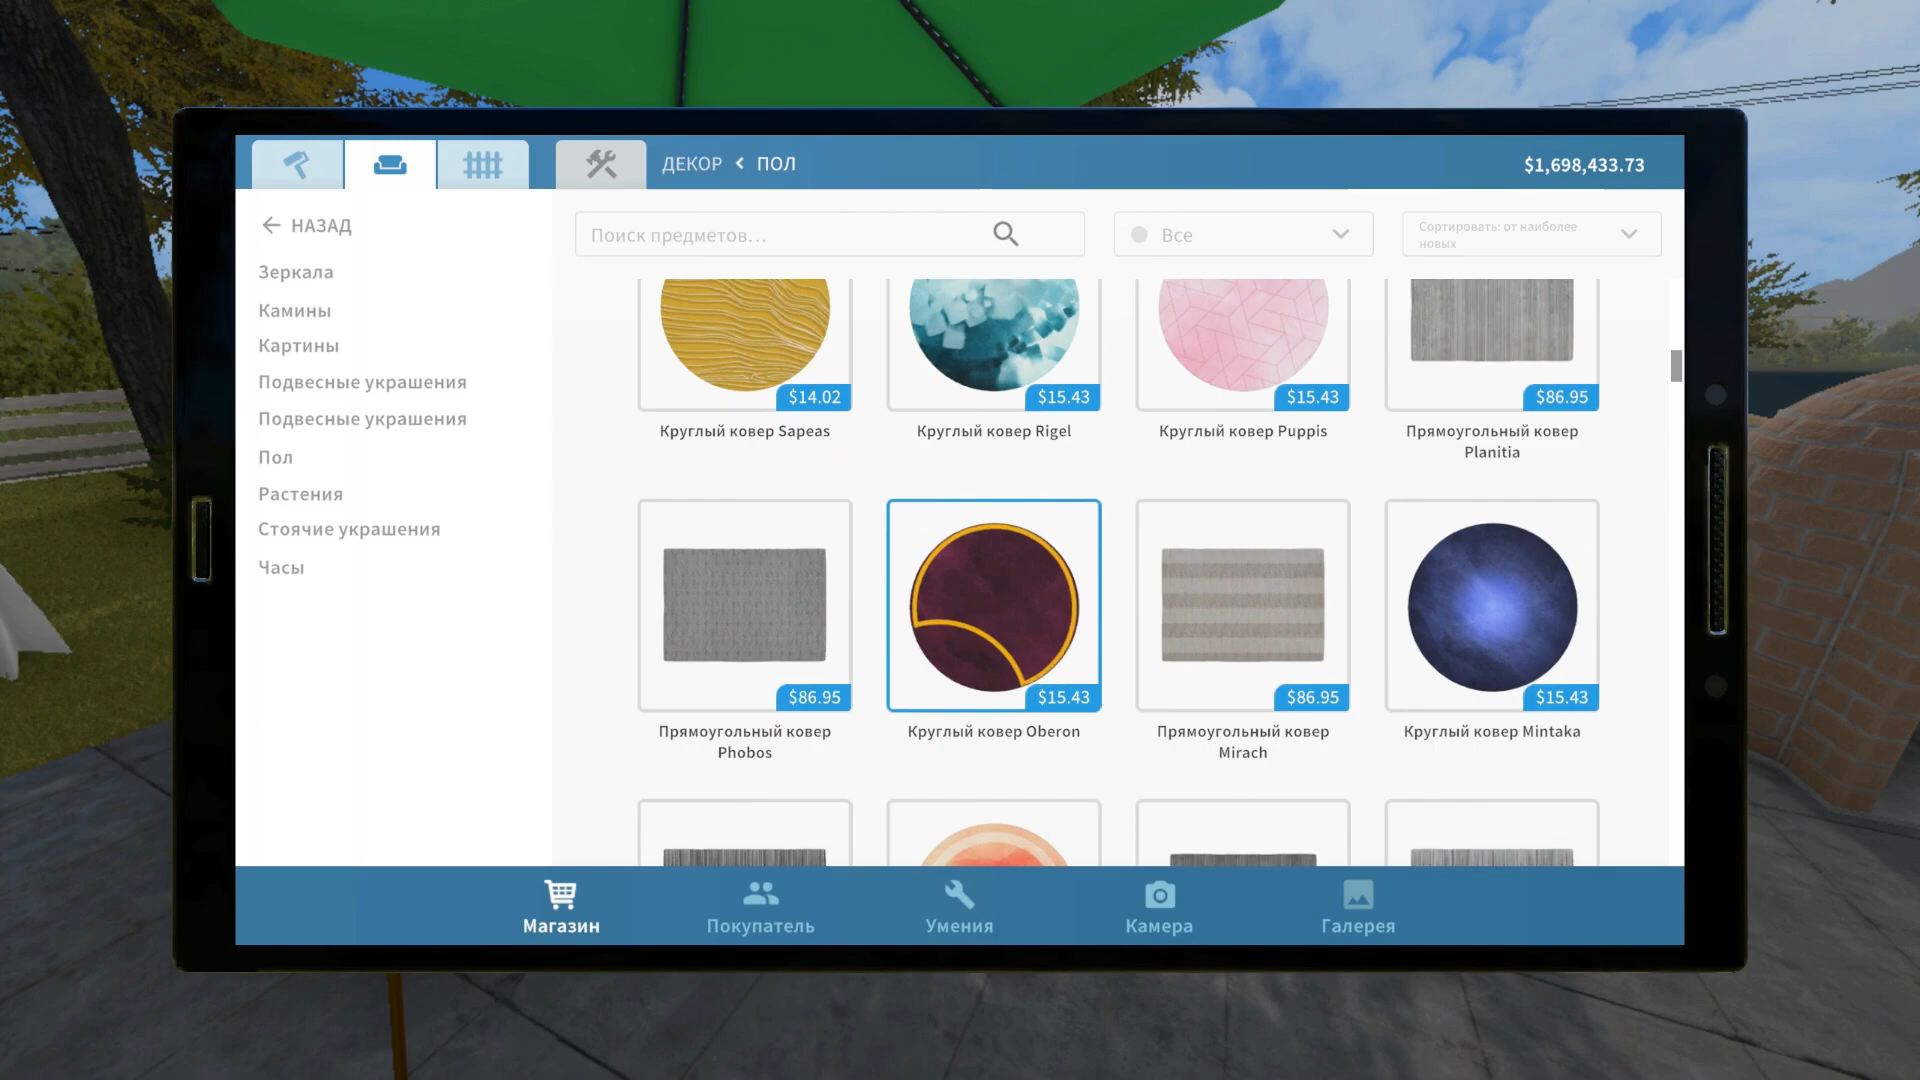 ДЕКОР < ПОЛ
$1,698,433.73
НАЗАД
Зеркала
Камины
Картины
Подвесные украшения
Подвесные украшения
Пол
Растения
Стоячие украшения
Часы
Поиск предметов...
Все
Сортировать: от наиболее
новых
$14.02
$15.43
$15.43
$86.95
Круглый ковер Sapeas
Круглый ковер Rigel
Круглый ковер Puppis
Прямоугольный ковер
Planitia
$86.95
$15.43
$86.95
$15.43
Прямоугольный ковер
Phobos
Круглый ковер Oberon
Прямоугольный ковер
Mirach
Круглый ковер Mintaka
Магазин
Покупатель
Умения
Камера
Галерея